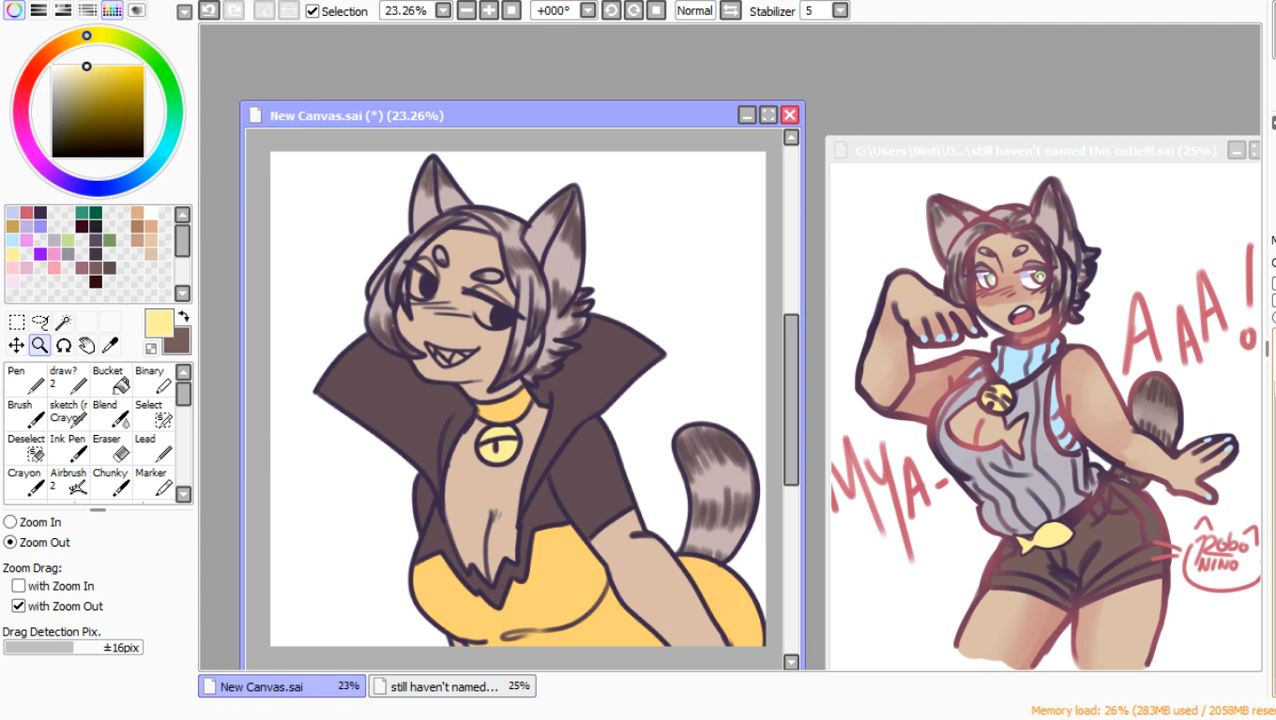 Selection 23.26% +000° Normal Stabilizer 5
New Canvas.sai (*) (23.26%)
C:\Users\Ninti\D...\still haven't named this cutie!!!.sai (25%)
AAA!
MYA-
Robo
NINO
Pen draw? Bucket Binary
2
Brush sketch (r Blend Select
Crayon
Deselect Ink Pen Eraser Lead
Crayon Airbrush Chunky Marker
2
Zoom In
Zoom Out
Zoom Drag:
with Zoom In
with Zoom Out
Drag Detection Pix.
±16pix
New Canvas.sai 23% still haven't named... 25%
Memory load: 26% (283MB used / 2058MB rese